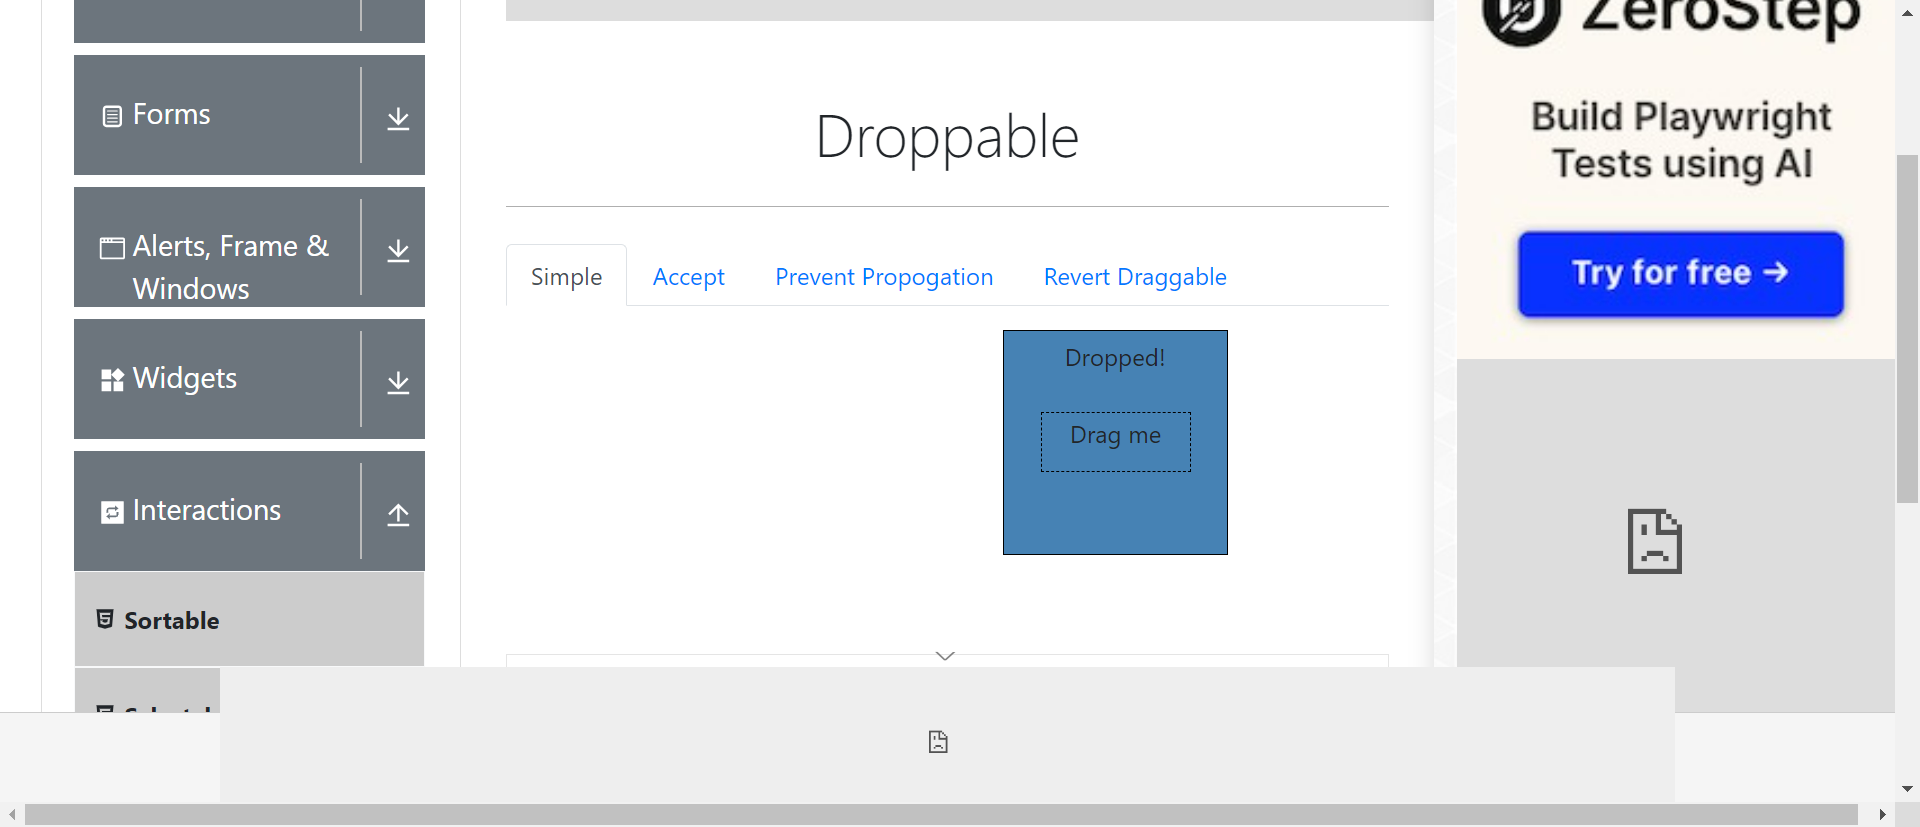 Forms
Alerts, Frame &
Windows
Widgets
Interactions
Sortable
Droppable
Simple
Accept
Prevent Propogation
Revert Draggable
Dropped!
Drag me
ZeroStep
Build Playwright
Tests using AI
Try for free →